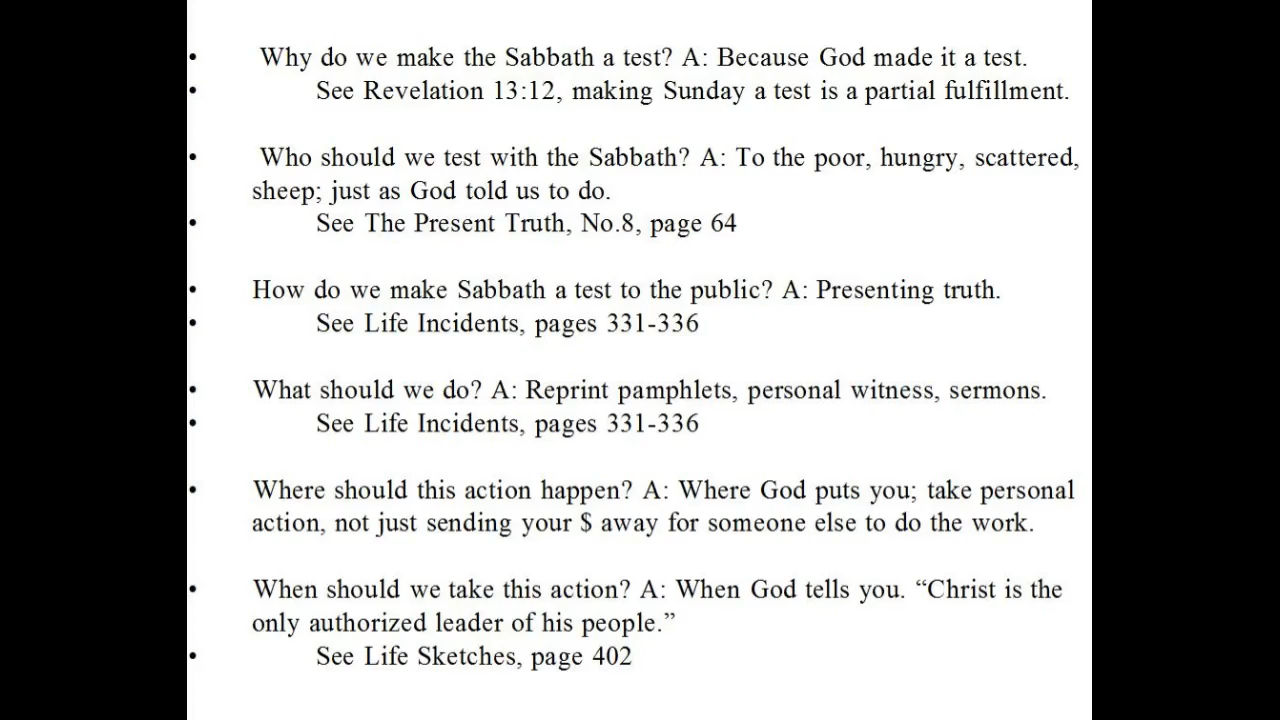 • Why do we make the Sabbath a test? A: Because God made it a test.
• See Revelation 13:12, making Sunday a test is a partial fulfillment.
• Who should we test with the Sabbath? A: To the poor, hungry, scattered,
sheep; just as God told us to do.
• See The Present Truth, No.8, page 64
• How do we make Sabbath a test to the public? A: Presenting truth.
• See Life Incidents, pages 331-336
• What should we do? A: Reprint pamphlets, personal witness, sermons.
• See Life Incidents, pages 331-336
• Where should this action happen? A: Where God puts you; take personal
action, not just sending your $ away for someone else to do the work.
• When should we take this action? A: When God tells you. “Christ is the
only authorized leader of his people.”
• See Life Sketches, page 402